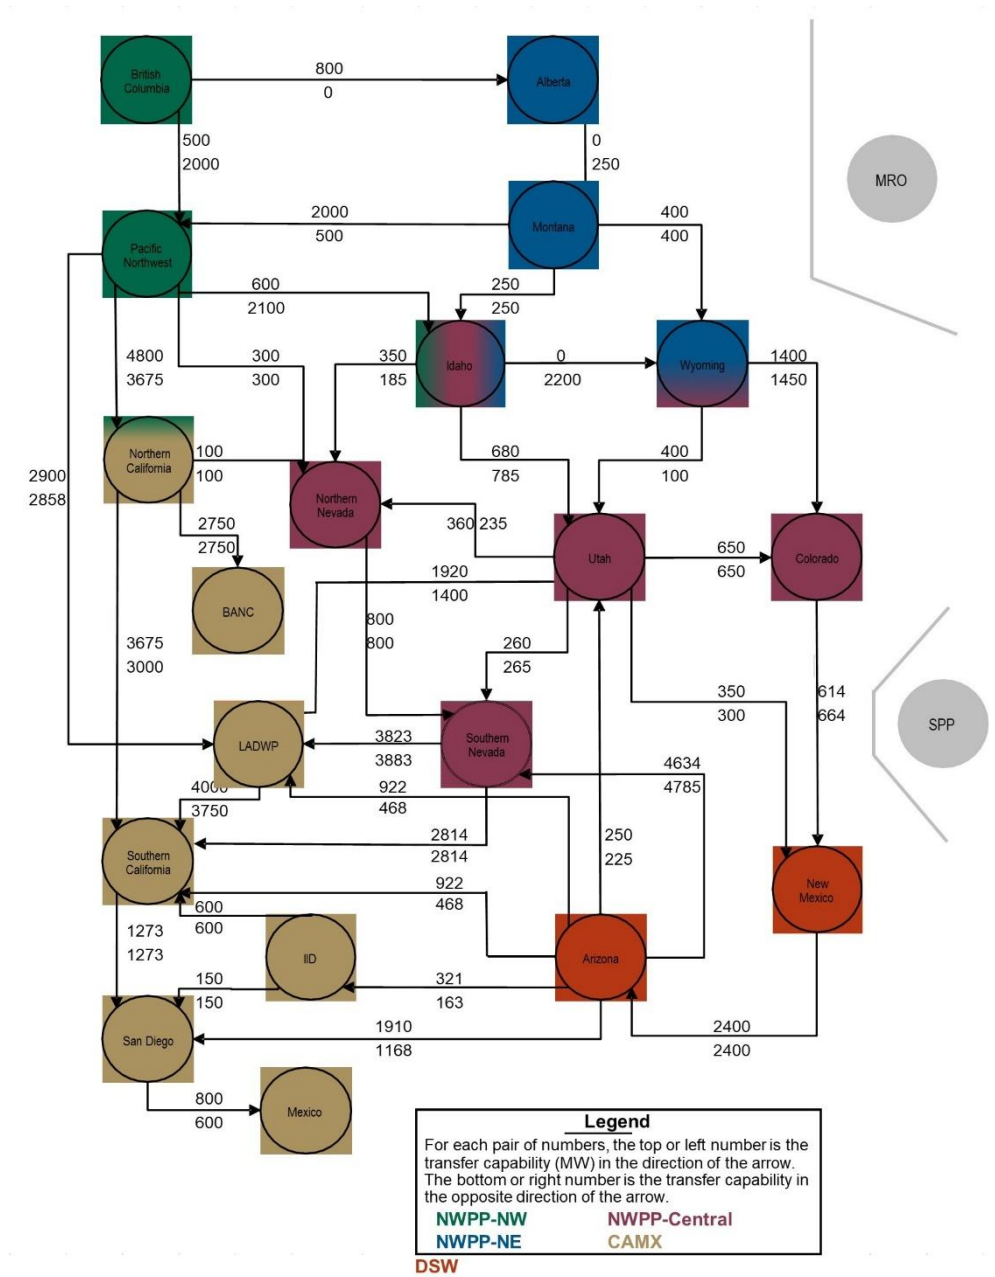 British
Columbia
800
0
Alberta
500
2000
0
250
MRO
Pacific
Northwest
2000
500
Montana
400
400
600
2100
250
250
4800
3675
300
300
350
185
Idaho
0
2200
Wyoming
1400
1450
Northern
California
100
100
680
785
400
100
2900
2858
Northern
Nevada
2750
2750
360 235
Utah
650
650
Colorado
BANC
1920
1400
3675
3000
800
800
260
265
350
300
614
664
SPP
LADWP
3823
3883
Southern
Nevada
4634
4785
4000
3750
922
468
Southern
California
2814
2814
250
225
New
Mexico
922
468
600
600
1273
1273
IID
Arizona
150
150
321
163
San Diego
1910
1168
2400
2400
800
600
Mexico
Legend
For each pair of numbers, the top or left number is the
transfer capability (MW) in the direction of the arrow.
The bottom or right number is the transfer capability in
the opposite direction of the arrow.
NWPP-NW NWPP-Central
NWPP-NE CAMX
DSW